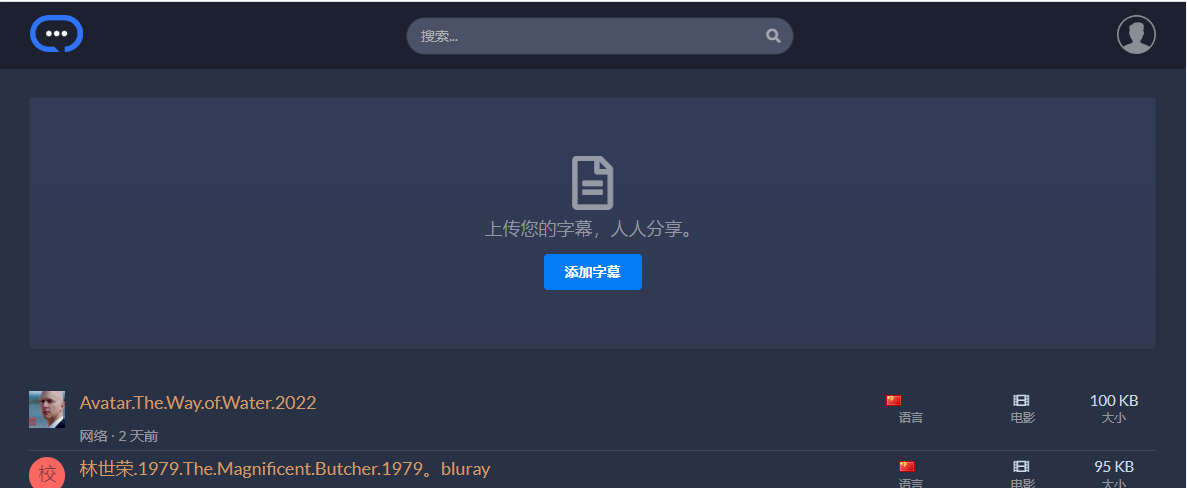 搜索...
上传您的字幕，人人分享。
添加字幕
Avatar.The.Way.of.Water.2022
网络 · 2 天前
语言
电影
100 KB
大小
校
林世荣.1979.The.Magnificent.Butcher.1979。bluray
语言
电影
95 KB
大小